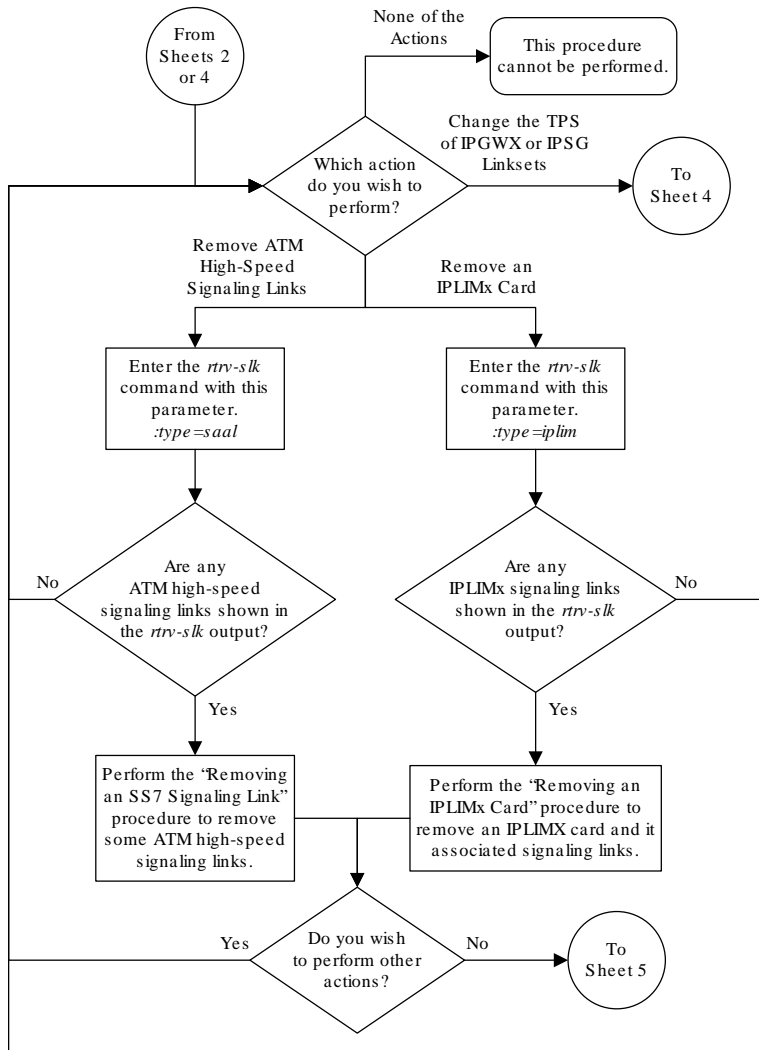 From
Sheets 2
or 4
None of the
Actions
This procedure
cannot be performed.
Which action
do you wish to
perform?
Change the TPS
of IPGWX or IPSG
Linksets
To
Sheet 4
Remove ATM
High-Speed
Signaling Links
Remove an
IPLIMx Card
Enter the rtrv-slk
command with this
parameter.
:type=saal
Enter the rtrv-slk
command with this
parameter.
:type=iplim
No
Are any
ATM high-speed
signaling links shown in
the rtrv-slk output?
Are any
IPLIMx signaling links
shown in the rtrv-slk
output?
No
Yes
Yes
Perform the “Removing
an SS7 Signaling Link”
procedure to remove
some ATM high-speed
signaling links.
Perform the “Removing an
IPLIMx Card” procedure to
remove an IPLIMX card and it
associated signaling links.
Yes
Do you wish
to perform other
actions?
No
To
Sheet 5